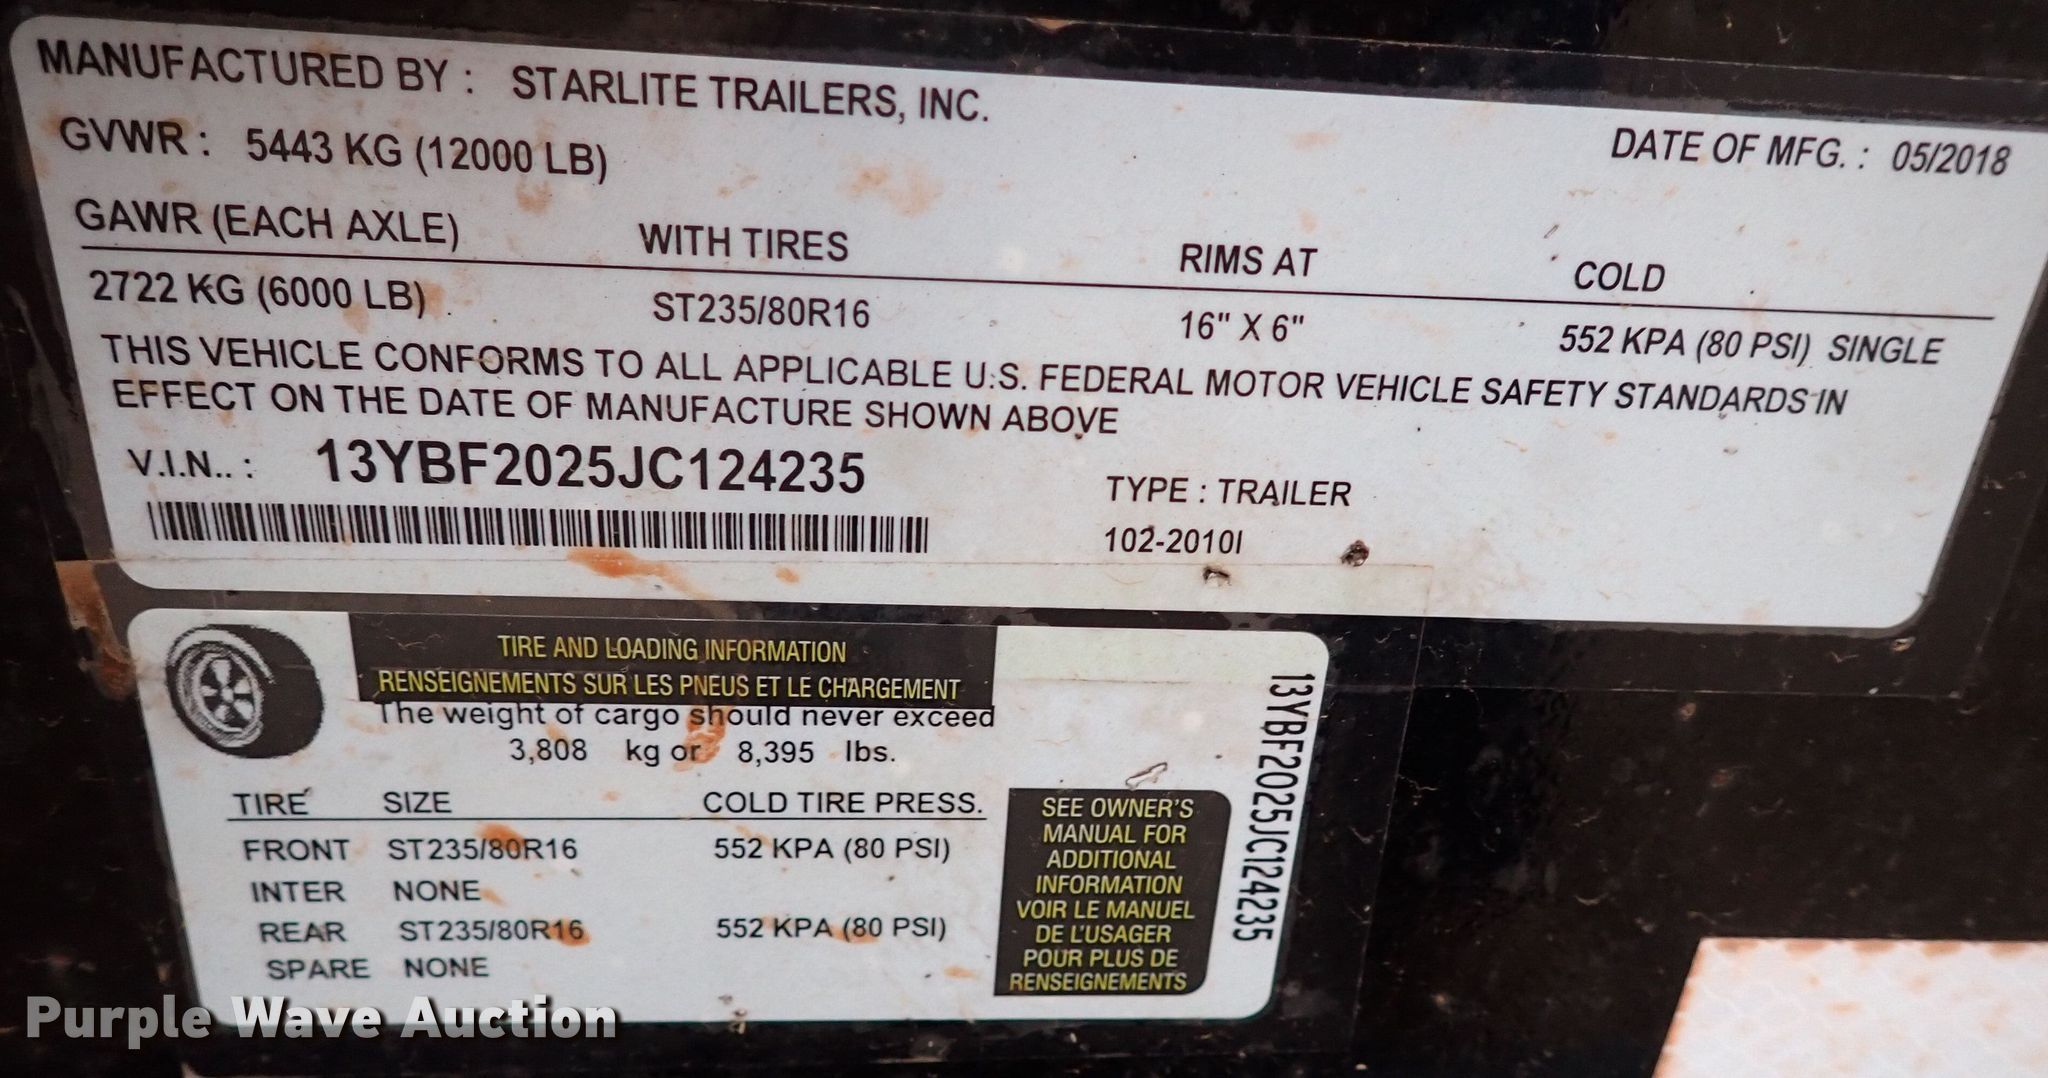 MANUFACTURED BY : STARLITE TRAILERS, INC.
GVWR : 5443 KG (12000 LB) DATE OF MFG. : 05/2018
GAWR (EACH AXLE) WITH TIRES RIMS AT COLD
2722 KG (6000 LB) ST235/80R16 16" X 6" 552 KPA (80 PSI) SINGLE
THIS VEHICLE CONFORMS TO ALL APPLICABLE U.S. FEDERAL MOTOR VEHICLE SAFETY STANDARDS IN
EFFECT ON THE DATE OF MANUFACTURE SHOWN ABOVE
V.I.N.. : 13YBF2025JC124235
TYPE : TRAILER
102-2010I
TIRE AND LOADING INFORMATION
RENSEIGNEMENTS SUR LES PNEUS ET LE CHARGEMENT
The weight of cargo should never exceed
3,808 kg or 8,395 lbs.
TIRE SIZE COLD TIRE PRESS.
FRONT ST235/80R16 552 KPA (80 PSI)
INTER NONE
REAR ST235/80R16 552 KPA (80 PSI)
SPARE NONE
SEE OWNER'S
MANUAL FOR
ADDITIONAL
INFORMATION
VOIR LE MANUEL
DE L'USAGER
POUR PLUS DE
RENSEIGNEMENTS
13YBF2025JC124235
Purple Wave Auction